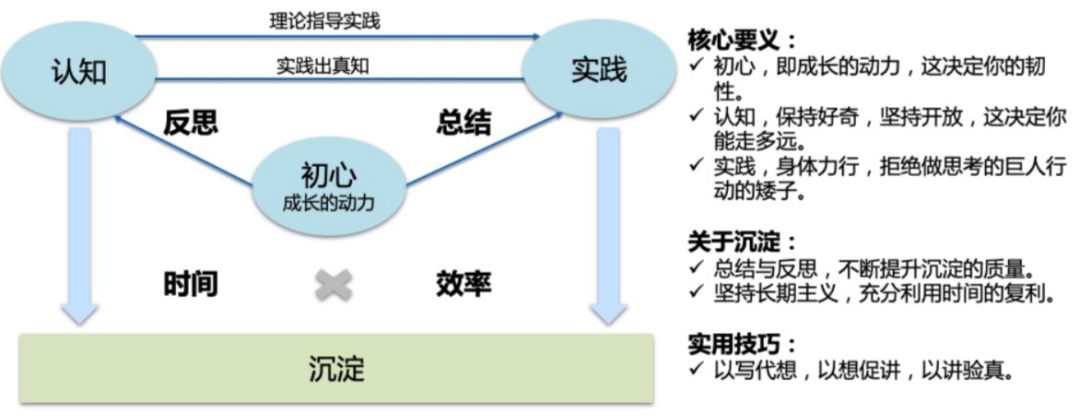 理论指导实践
认知
实践出真知
实践
反思
总结
初心
成长的动力
时间
效率
沉淀
核心要义：
✓ 初心，即成长的动力，这决定你的韧
性。
✓ 认知，保持好奇，坚持开放，这决定你
能走多远。
✓ 实践，身体力行，拒绝做思考的巨人行
动的矮子。
关于沉淀：
✓ 总结与反思，不断提升沉淀的质量。
✓ 坚持长期主义，充分利用时间的复利。
实用技巧：
✓ 以写代想，以想促讲，以讲验真。